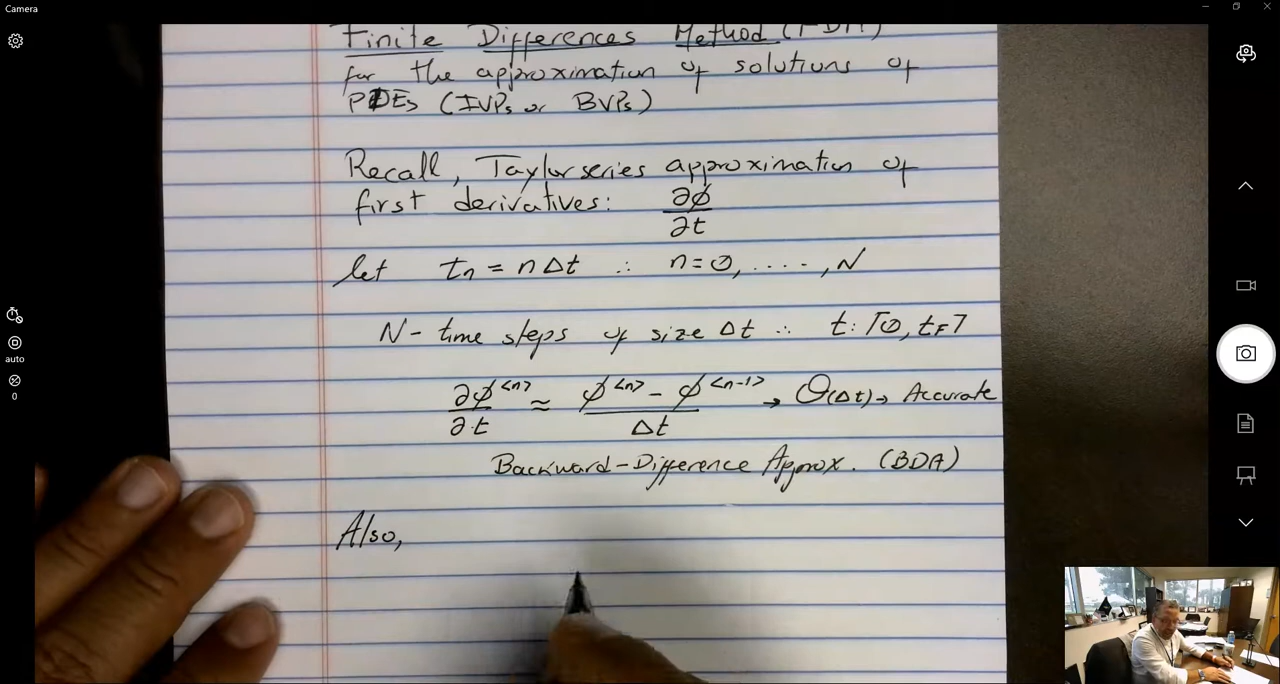 Camera
Finite Differences Method (FDM)
for the approximation of solutions of
PDEs (IVPs or BVPs)
Recall, Taylor series approximation of
first derivatives: ∂ϕ/∂t
let tn = n Δt ∴ n = 0, ...., N
N - time steps of size Δt ∴ t: [0, tF]
∂ϕ^<n>/∂t ≈ (ϕ^<n> - ϕ^<n-1>)/Δt → O(Δt) → Accurate
Backward-Difference Approx. (BDA)
Also,
auto
0